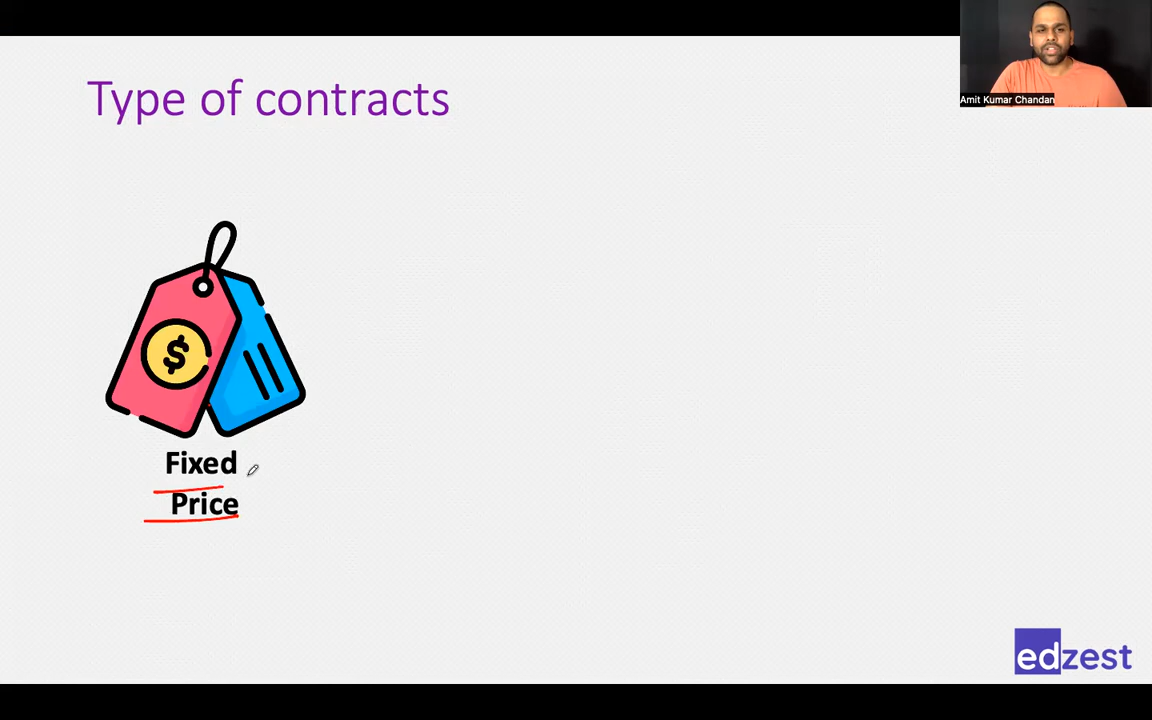 Type of contracts
Amit Kumar Chandan
$
Fixed
Price
edzest